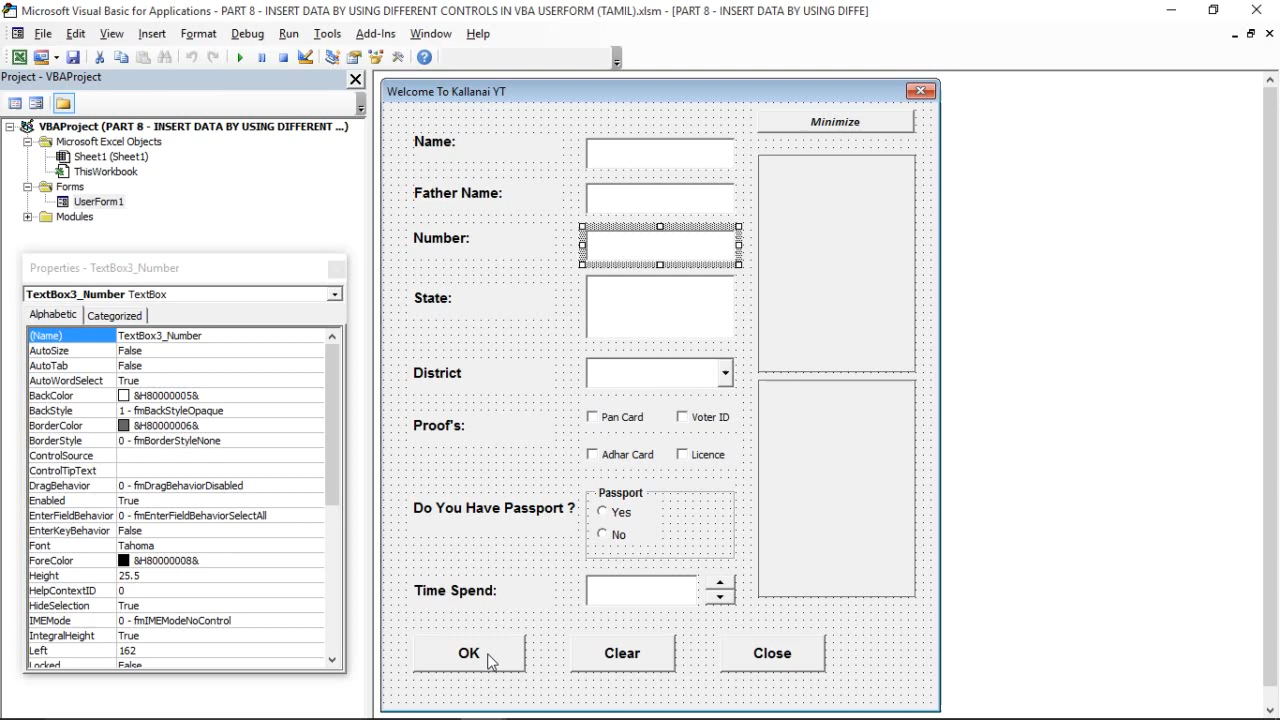 Microsoft Visual Basic for Applications - PART 8 - INSERT DATA BY USING DIFFERENT CONTROLS IN VBA USERFORM (TAMIL).xlsm - [PART 8 - INSERT DATA BY USING DIFFE]
File Edit View Insert Format Debug Run Tools Add-Ins Window Help
Project - VBAProject
VBAProject (PART 8 - INSERT DATA BY USING DIFFERENT ...)
Microsoft Excel Objects
Sheet1 (Sheet1)
ThisWorkbook
Forms
UserForm1
Modules
Properties - TextBox3_Number
TextBox3_Number TextBox
Alphabetic Categorized
(Name) TextBox3_Number
AutoSize False
AutoTab False
AutoWordSelect True
BackColor &H80000005&
BackStyle 1 - fmBackStyleOpaque
BorderColor &H80000006&
BorderStyle 0 - fmBorderStyleNone
ControlSource
ControlTipText
DragBehavior 0 - fmDragBehaviorDisabled
Enabled True
EnterFieldBehavior 0 - fmEnterFieldBehaviorSelectAll
EnterKeyBehavior False
Font Tahoma
ForeColor &H80000008&
Height 25.5
HelpContextID 0
HideSelection True
IMEMode 0 - fmIMEModeNoControl
IntegralHeight True
Left 162
Locked False
Welcome To Kallanai YT
Minimize
Name:
Father Name:
Number:
State:
District
Proof's:
Pan Card Voter ID
Adhar Card Licence
Do You Have Passport ?
Passport
Yes
No
Time Spend:
OK Clear Close